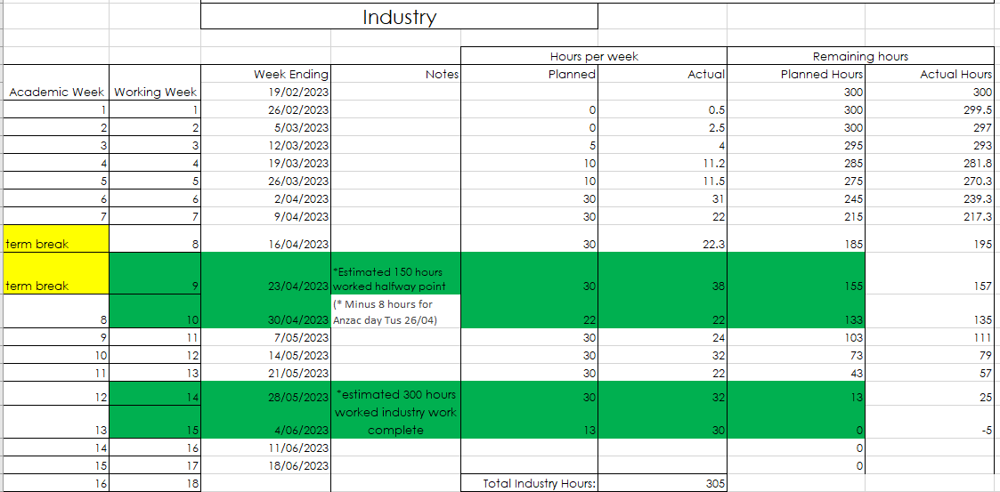 Industry
Hours per week Remaining hours
Academic Week Working Week Week Ending Notes Planned Actual Planned Hours Actual Hours
19/02/2023 300 300
1 1 26/02/2023 0 0.5 300 299.5
2 2 5/03/2023 0 2.5 300 297
3 3 12/03/2023 5 4 295 293
4 4 19/03/2023 10 11.2 285 281.8
5 5 26/03/2023 10 11.5 275 270.3
6 6 2/04/2023 30 31 245 239.3
7 7 9/04/2023 30 22 215 217.3
term break 8 16/04/2023 30 22.3 185 195
*Estimated 150 hours
term break 9 23/04/2023 worked halfway point 30 38 155 157
(* Minus 8 hours for
8 10 30/04/2023 Anzac day Tus 26/04) 22 22 133 135
9 11 7/05/2023 30 24 103 111
10 12 14/05/2023 30 32 73 79
11 13 21/05/2023 30 22 43 57
12 14 28/05/2023 *estimated 300 hours 30 32 13 25
worked industry work
13 15 4/06/2023 complete 13 30 0 -5
14 16 11/06/2023 0
15 17 18/06/2023 0
16 18 Total Industry Hours: 305